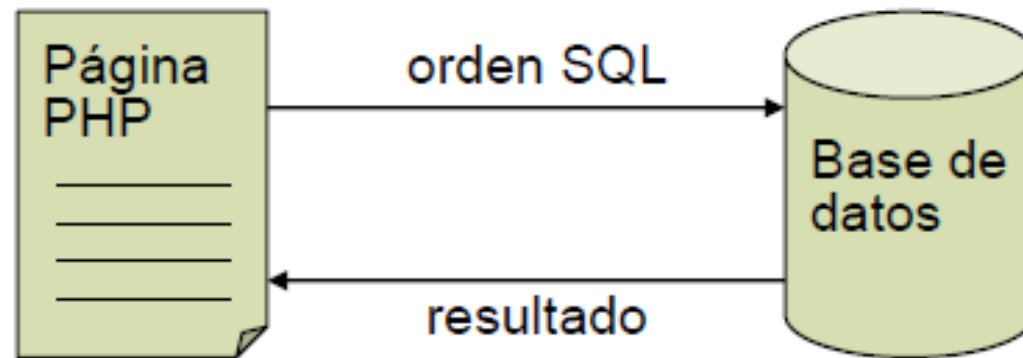 Página
PHP
orden SQL
Base de
datos
resultado